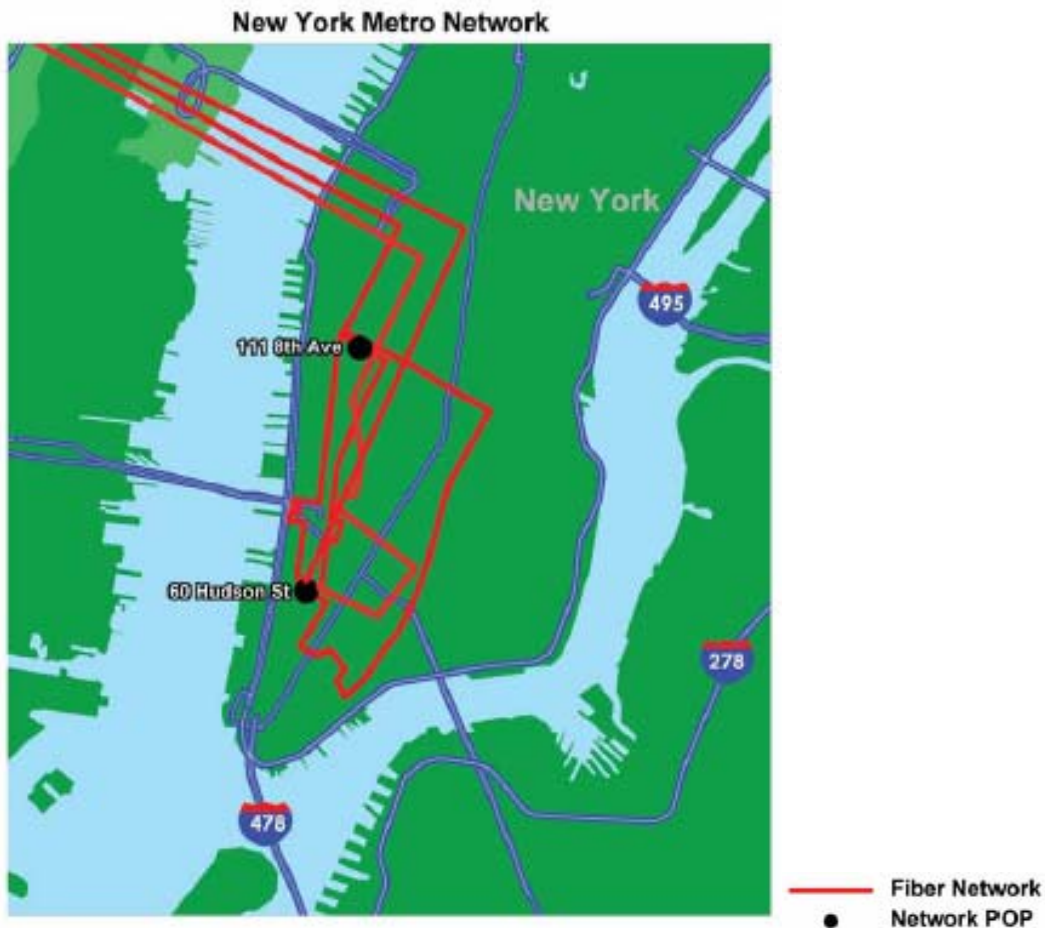 New York Metro Network
New York
495
111 8th Ave
60 Hudson St
278
478
Fiber Network
Network POP